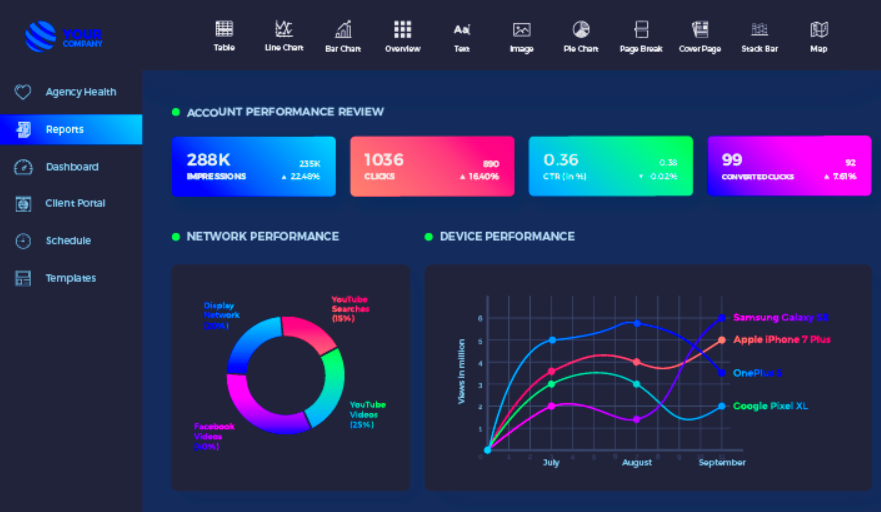 YOUR
COMPANY
Table
Line Chart
Bar Chart
Overview
Aa
Text
Image
Pie Chart
Page Break
Cover Page
Stack Bar
Map
Agency Health
Reports
Dashboard
Client Portal
Schedule
Templates
ACCOUNT PERFORMANCE REVIEW
288K
235K
IMPRESSIONS
▲ 22.48%
1036
890
CLICKS
▲ 16.40%
0.36
0.38
CTR (in %)
▼ 0.02%
99
92
CONVERTED CLICKS
▲ 7.61%
NETWORK PERFORMANCE
DEVICE PERFORMANCE
Display
Network
YouTube
Searches
(15%)
YouTube
Videos
(25%)
Facebook
Videos
Views in million
6
5
4
3
2
1
July
August
September
Samsung Galaxy
Apple iPhone 7 Plus
OnePlus
Google Pixel XL